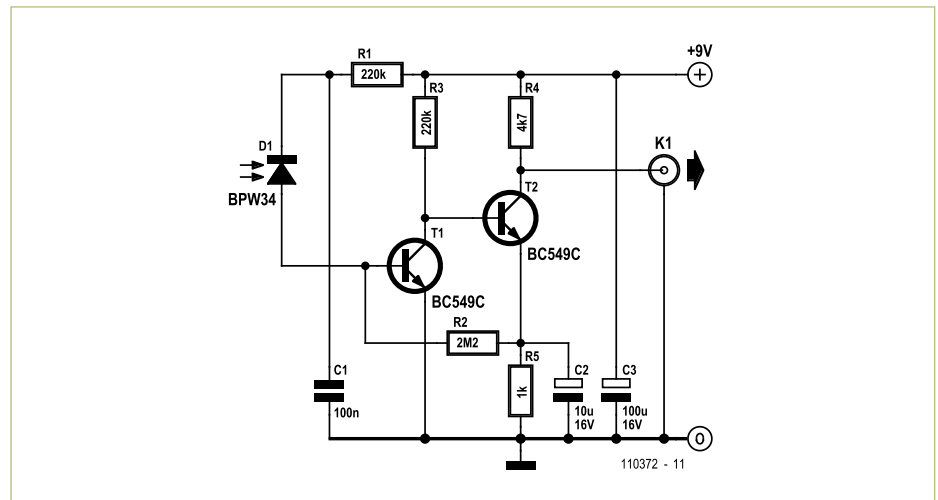 +9V
R1
220k
R3
220k
R4
4k7
K1
D1
BPW34
T2
T1
BC549C
BC549C
R2
2M2
R5
1k
C1
100n
C2
10u
16V
C3
100u
16V
0
110372 - 11